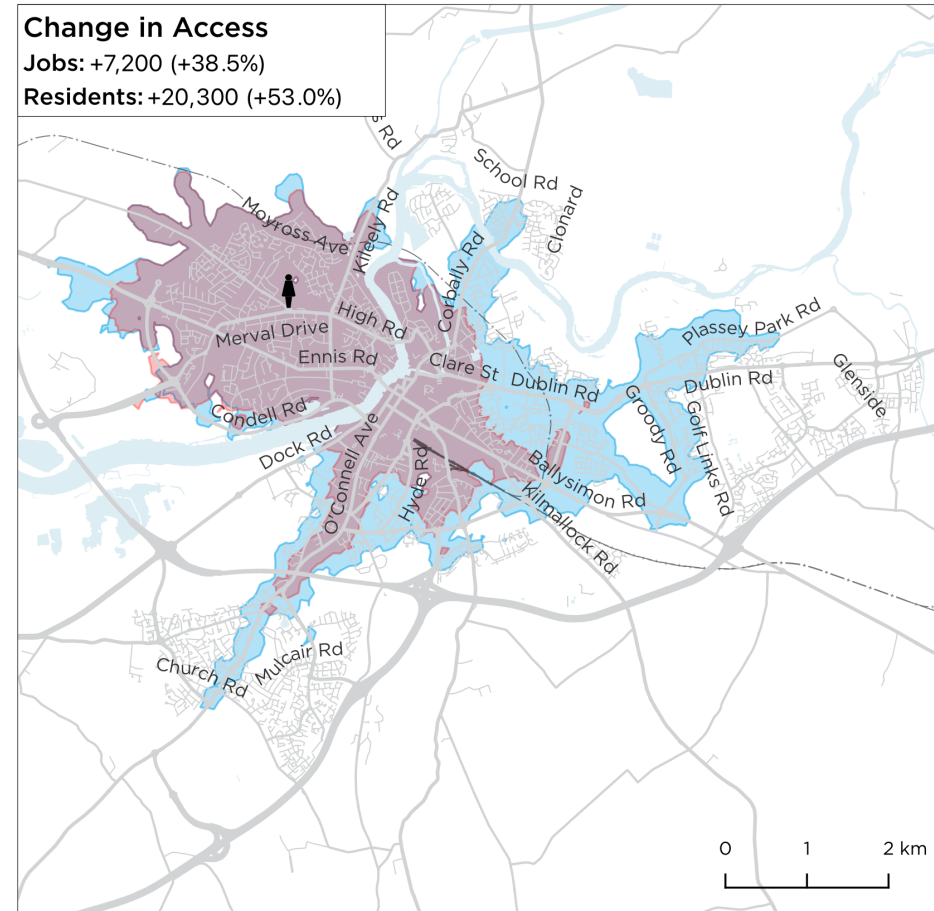 Change in Access
Jobs: +7,200 (+38.5%)
Residents: +20,300 (+53.0%)
s Rd
School Rd
Clonard
Kileely Rd
Moyross Ave
Corbally Rd
High Rd
Merval Drive
Ennis Rd
Clare St
Dublin Rd
Plassey Park Rd
Dublin Rd
Glenside
Condell Rd
Dock Rd
O'Connell Ave
Hyde Rd
Groody Rd
Golf Links Rd
Ballysimon Rd
Kilmallock Rd
Church Rd
Mulcair Rd
0 1 2 km